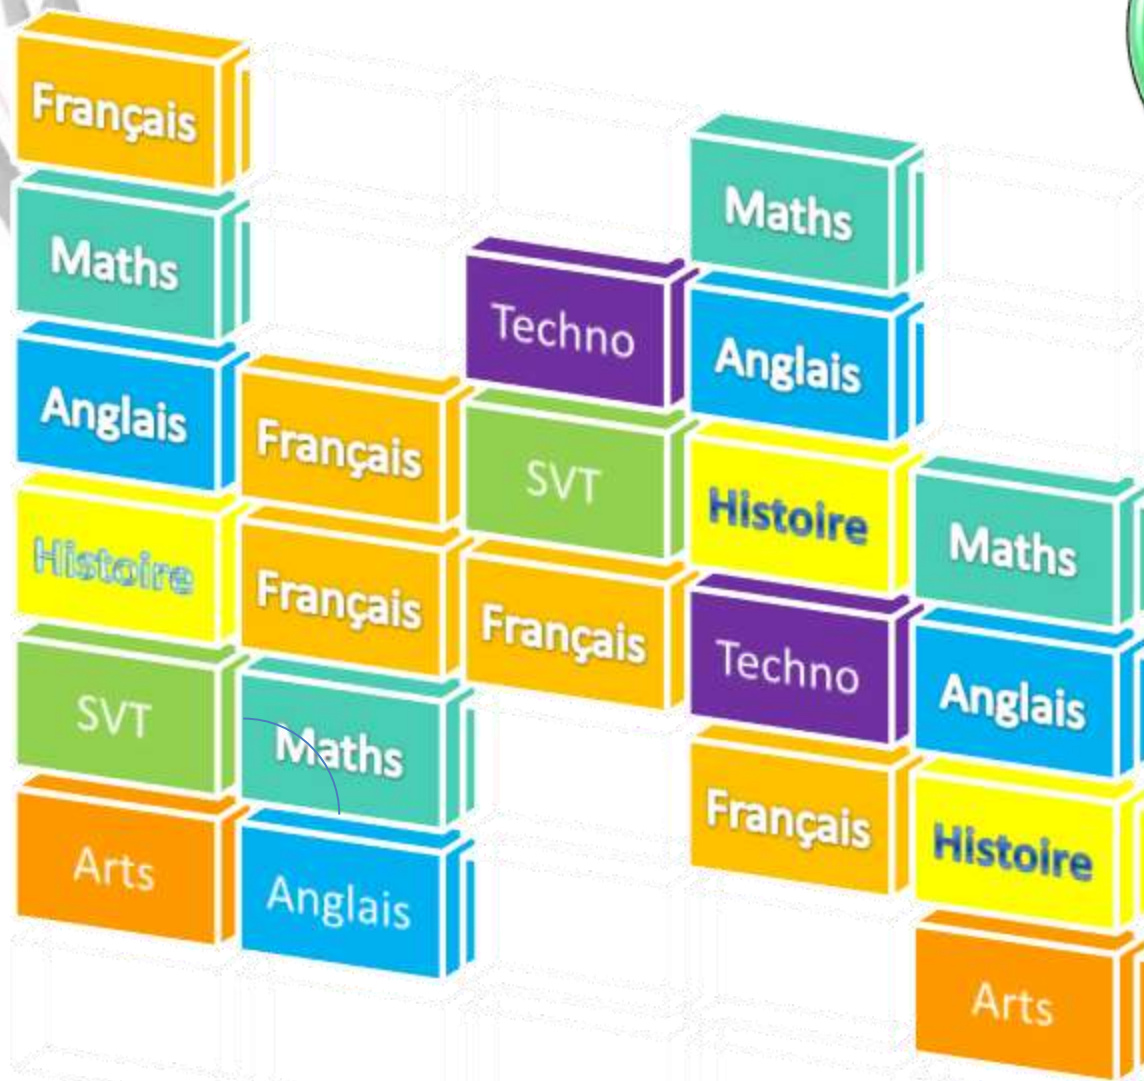 Français
Maths
Anglais
Histoire
SVT
Arts
Français
Français
Maths
Anglais
Techno
SVT
Français
Maths
Anglais
Histoire
Techno
Français
Maths
Anglais
Histoire
Arts